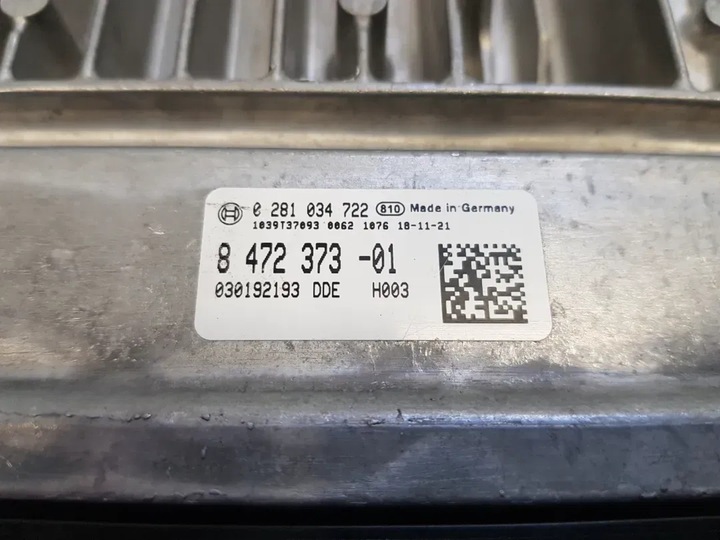 0 281 034 722 810 Made in Germany
1039T37093 0062 1076 18-11-21
8 472 373 -01
030192193 DDE H003